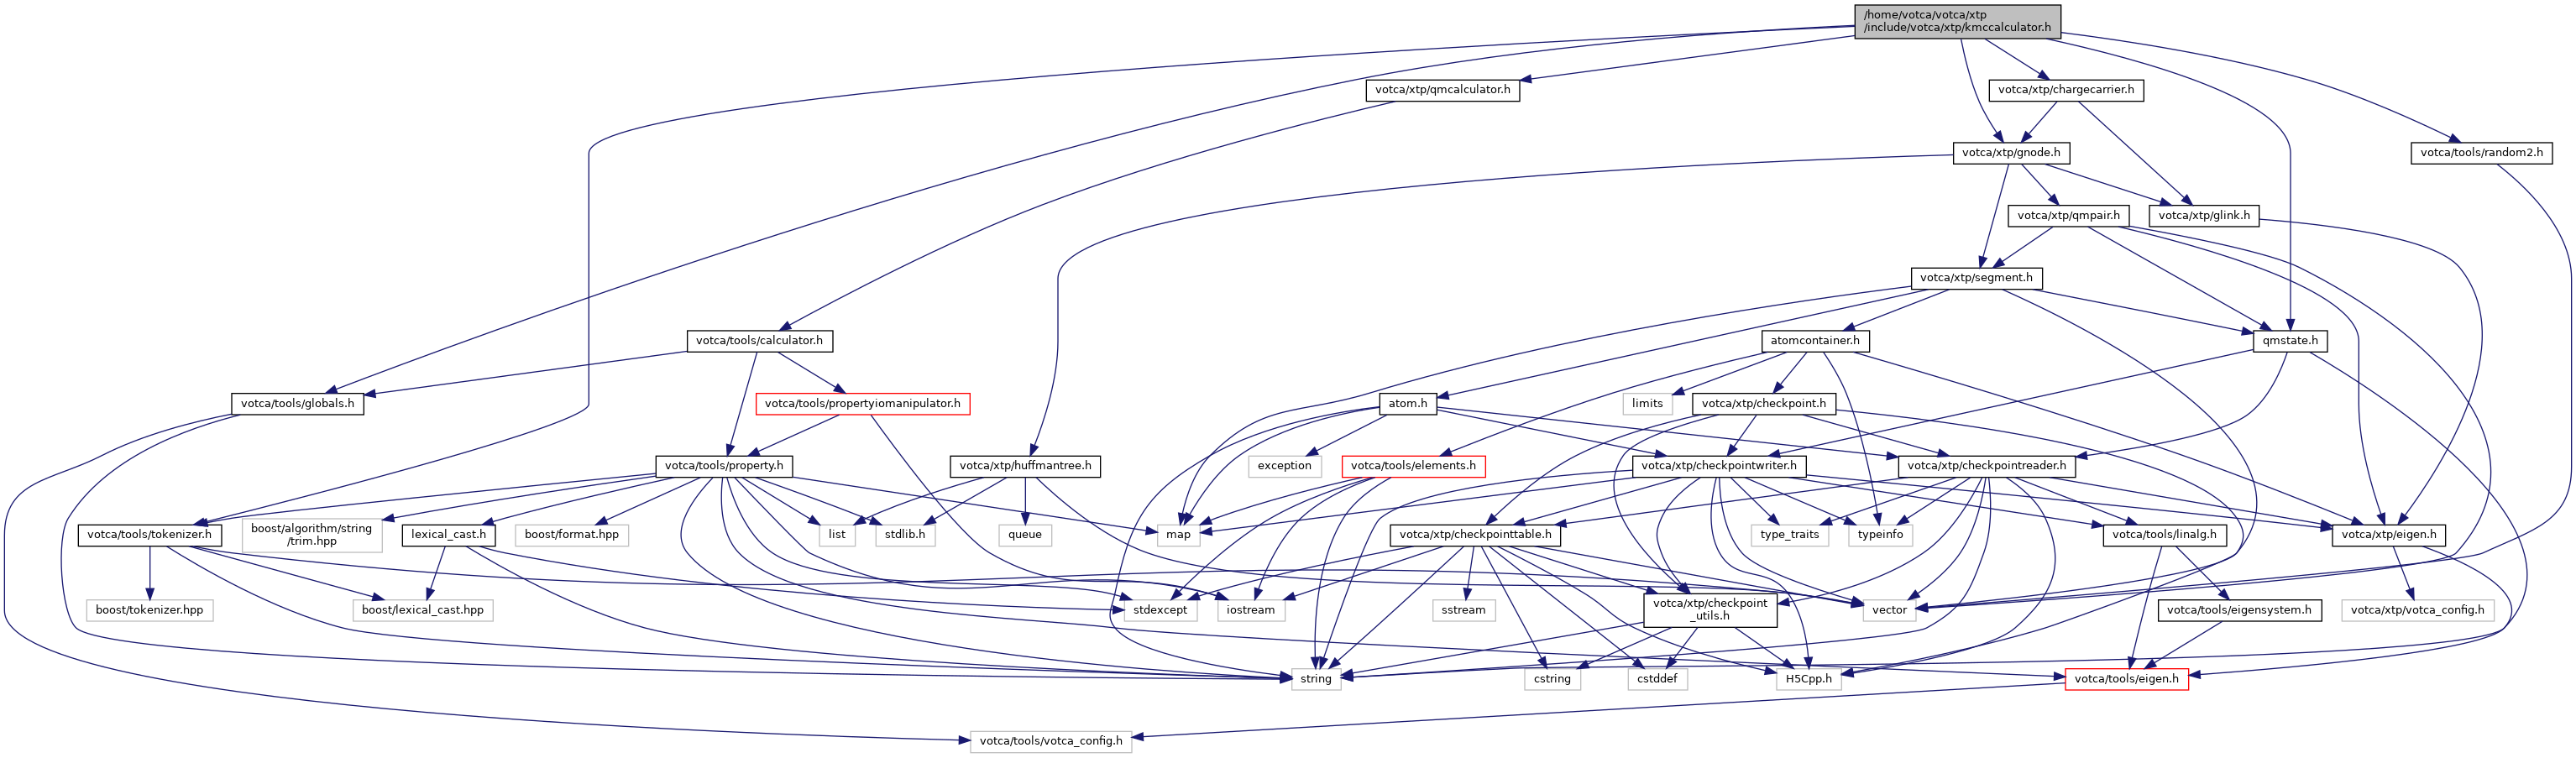 /home/votca/votca/xtp
/include/votca/xtp/kmccalculator.h
votca/xtp/qmcalculator.h
votca/xtp/chargecarrier.h
votca/xtp/gnode.h
votca/tools/random2.h
votca/xtp/qmpair.h
votca/xtp/glink.h
votca/xtp/segment.h
votca/tools/calculator.h
atomcontainer.h
qmstate.h
votca/tools/globals.h
votca/tools/propertyiomanipulator.h
atom.h
limits
votca/xtp/checkpoint.h
votca/tools/property.h
votca/xtp/huffmantree.h
exception
votca/tools/elements.h
votca/xtp/checkpointwriter.h
votca/xtp/checkpointreader.h
votca/tools/tokenizer.h
boost/algorithm/string
/trim.hpp
lexical_cast.h
boost/format.hpp
list
stdlib.h
queue
map
votca/xtp/checkpointtable.h
type_traits
typeinfo
votca/tools/linalg.h
votca/xtp/eigen.h
boost/tokenizer.hpp
boost/lexical_cast.hpp
stdexcept
iostream
sstream
votca/xtp/checkpoint
_utils.h
vector
votca/tools/eigensystem.h
votca/xtp/votca_config.h
string
cstring
cstddef
H5Cpp.h
votca/tools/eigen.h
votca/tools/votca_config.h